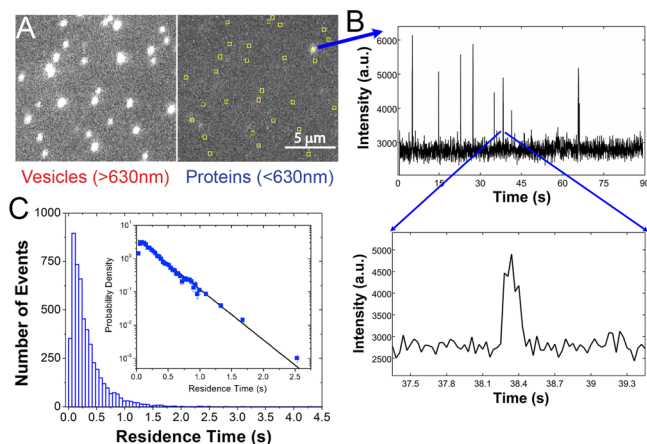 A
5 μm
Vesicles (>630nm)
Proteins (<630nm)
B
Intensity (a.u.)
6000
5000
4000
3000
0 15 30 45 60 75 90
Time (s)
Intensity (a.u.)
5000
4500
4000
3500
3000
2500
37.5 37.8 38.1 38.4 38.7 39 39.3
Time (s)
C
Number of Events
1000
750
500
250
0
0.0 0.5 1.0 1.5 2.0 2.5 3.0 3.5 4.0 4.5
Residence Time (s)
Probability Density
10¹
10⁰
10⁻¹
10⁻²
10⁻³
0.0 0.5 1.0 1.5 2.0 2.5
Residence Time (s)